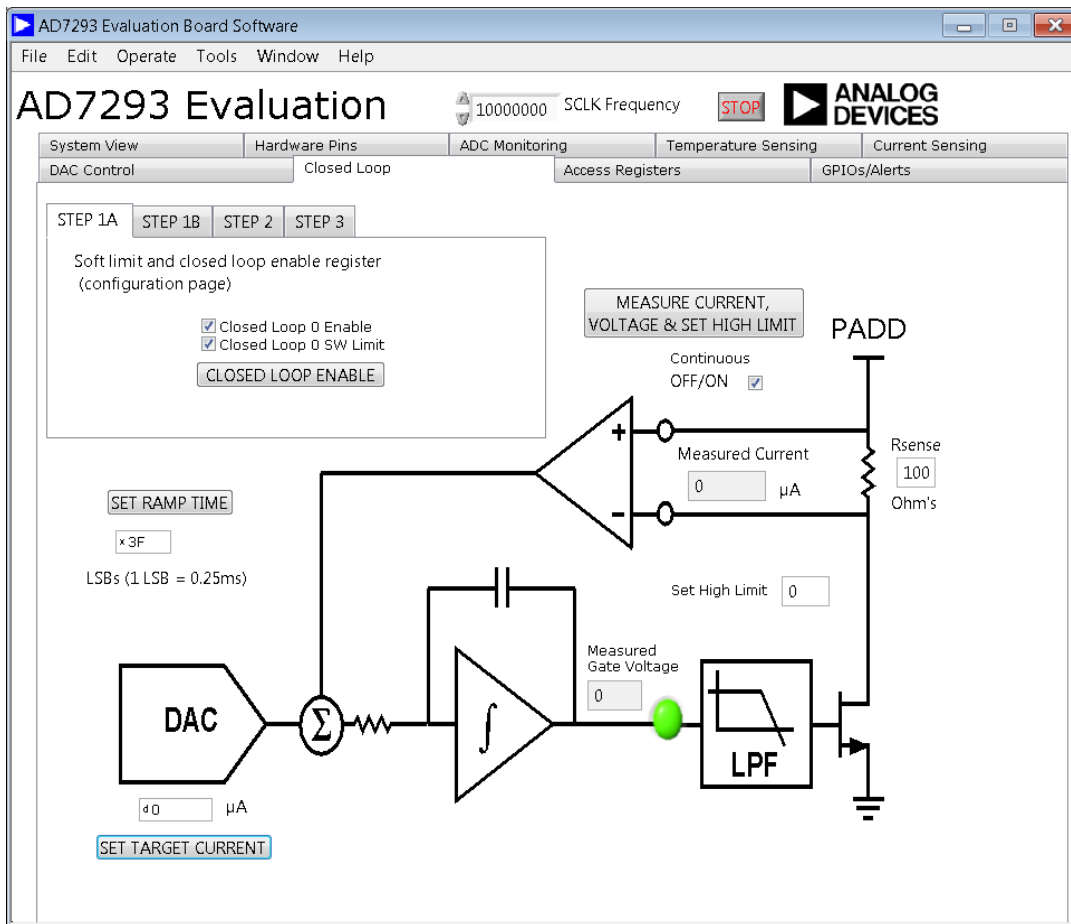 AD7293 Evaluation Board Software
File Edit Operate Tools Window Help
AD7293 Evaluation
10000000 SCLK Frequency
STOP
ANALOG
DEVICES
System View Hardware Pins ADC Monitoring Temperature Sensing Current Sensing
DAC Control Closed Loop Access Registers GPIOs/Alerts
STEP 1A STEP 1B STEP 2 STEP 3
Soft limit and closed loop enable register
(configuration page)
Closed Loop 0 Enable
Closed Loop 0 SW Limit
CLOSED LOOP ENABLE
MEASURE CURRENT,
VOLTAGE & SET HIGH LIMIT
PADD
Continuous
OFF/ON
+
Measured Current
0 µA
−
Rsense
100
Ohm's
SET RAMP TIME
x 3F
LSBs (1 LSB = 0.25ms)
Set High Limit 0
Measured
Gate Voltage
0
DAC
Σ
∫
LPF
d 0 µA
SET TARGET CURRENT